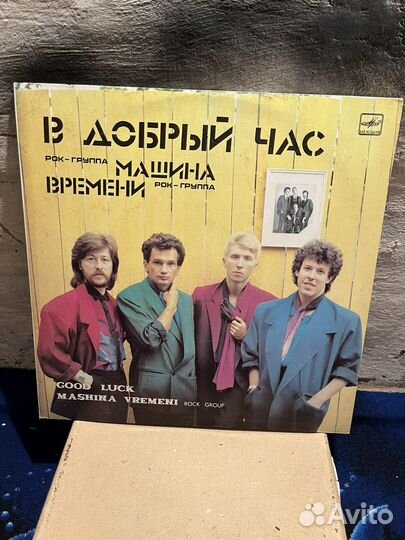 В ДОБРЫЙ ЧАС
РОК-ГРУППА МАШИНА
ВРЕМЕНИ РОК-ГРУППА
GOOD LUCK
MASHINA VREMENI ROCK GROUP
Avito